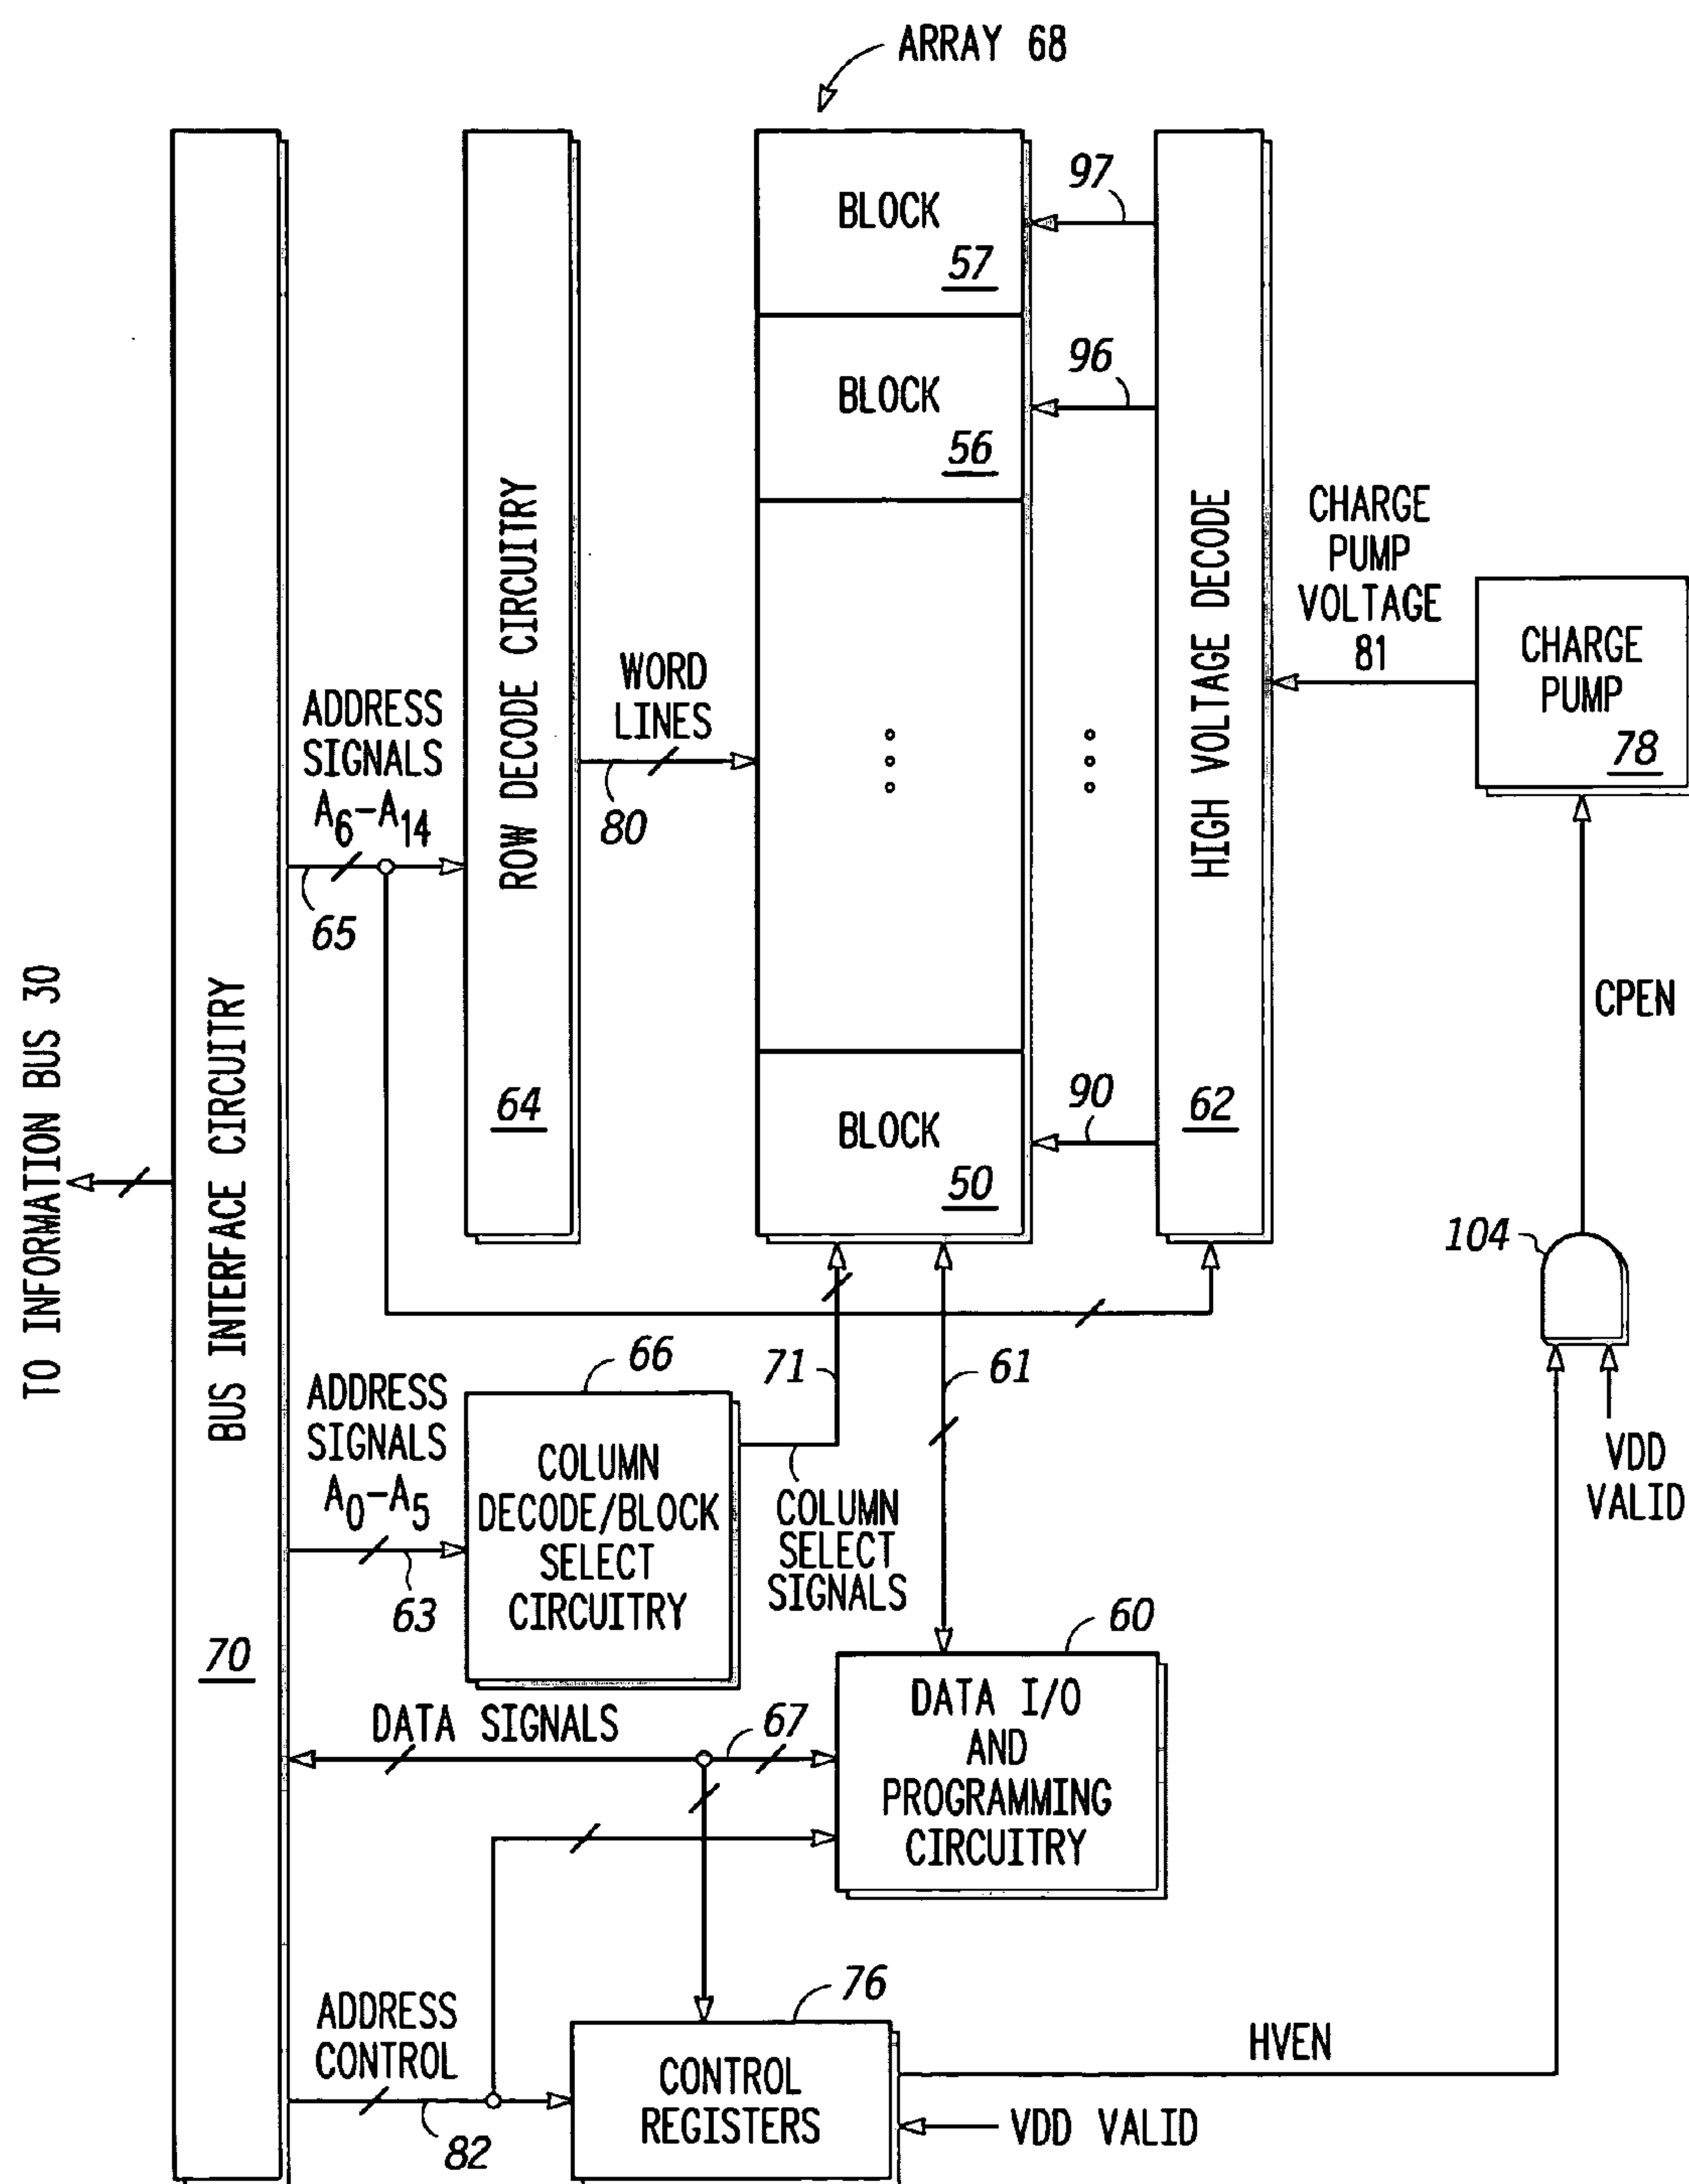 ARRAY 68
BLOCK
57
97
BLOCK
56
96
ROW DECODE CIRCUITRY
64
HIGH VOLTAGE DECODE
62
CHARGE
PUMP
VOLTAGE
81
CHARGE
PUMP
78
WORD
LINES
80
ADDRESS
SIGNALS
A6-A14
65
CPEN
TO INFORMATION BUS 30
BUS INTERFACE CIRCUITRY
70
BLOCK
50
90
104
VDD
VALID
ADDRESS
SIGNALS
A0-A5
63
66
COLUMN
DECODE/BLOCK
SELECT
CIRCUITRY
71
COLUMN
SELECT
SIGNALS
61
60
DATA I/O
AND
PROGRAMMING
CIRCUITRY
DATA SIGNALS
67
ADDRESS
CONTROL
82
76
CONTROL
REGISTERS
HVEN
VDD VALID